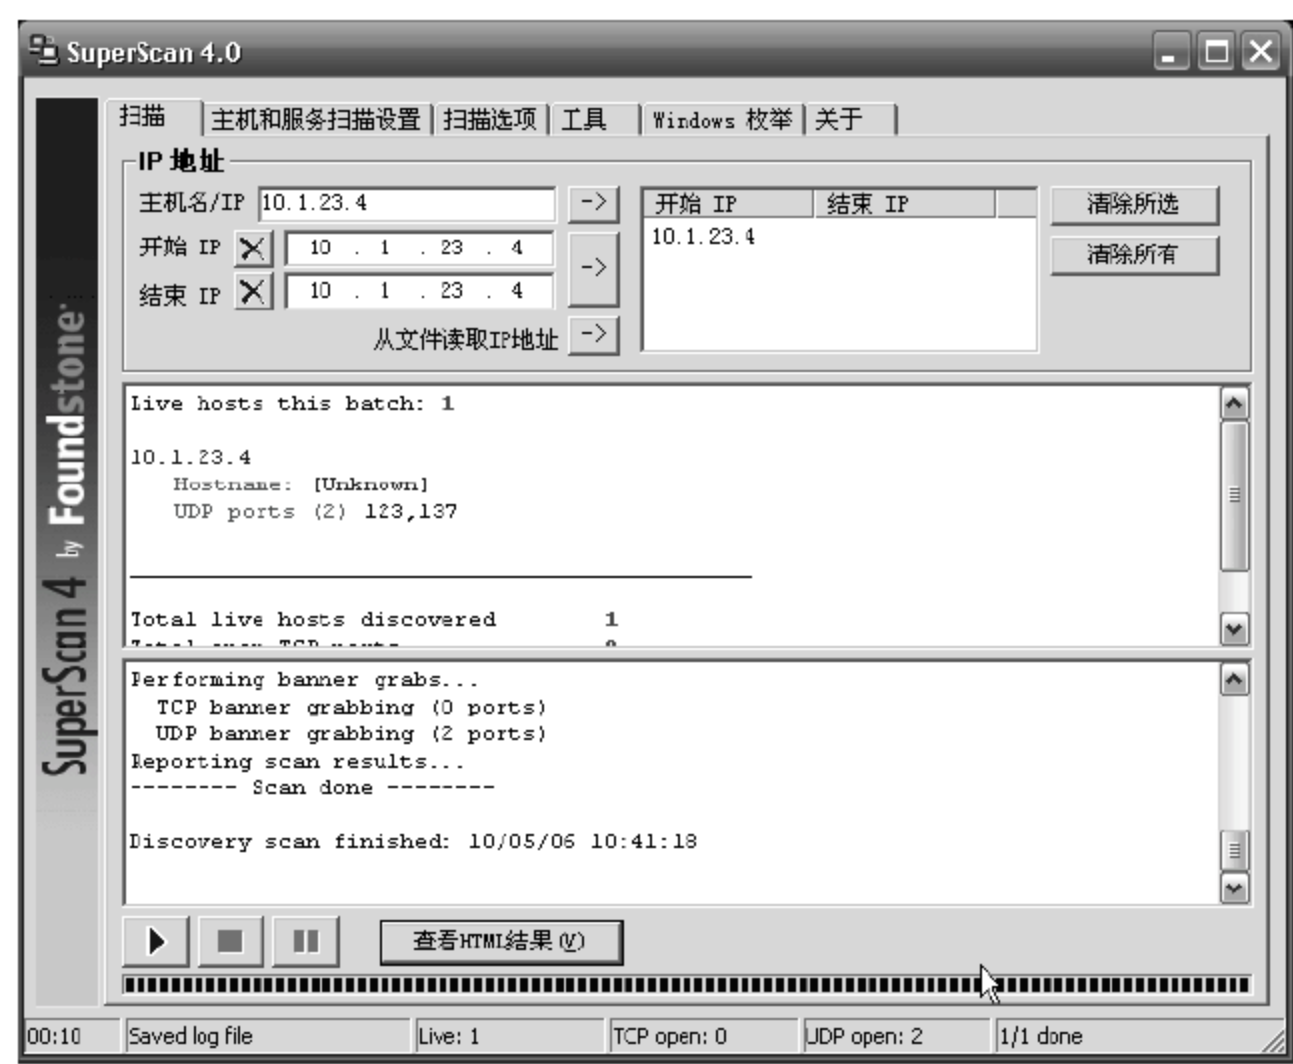 SuperScan 4.0
扫描 主机和服务扫描设置 扫描选项 工具 Windows 枚举 关于
IP 地址
主机名/IP 10.1.23.4 -> 开始 IP 结束 IP 清除所选
开始 IP 10 . 1 . 23 . 4 -> 10.1.23.4 清除所有
结束 IP 10 . 1 . 23 . 4
从文件读取IP地址 ->
Live hosts this batch: 1
10.1.23.4
Hostname: [Unknown]
UDP ports (2) 123,137
Total live hosts discovered 1
Total open TCP ports 0
Performing banner grabs...
TCP banner grabbing (0 ports)
UDP banner grabbing (2 ports)
Reporting scan results...
-------- Scan done --------
Discovery scan finished: 10/05/06 10:41:18
查看HTML结果(V)
00:10 Saved log file Live: 1 TCP open: 0 UDP open: 2 1/1 done
SuperScan 4 by Foundstone